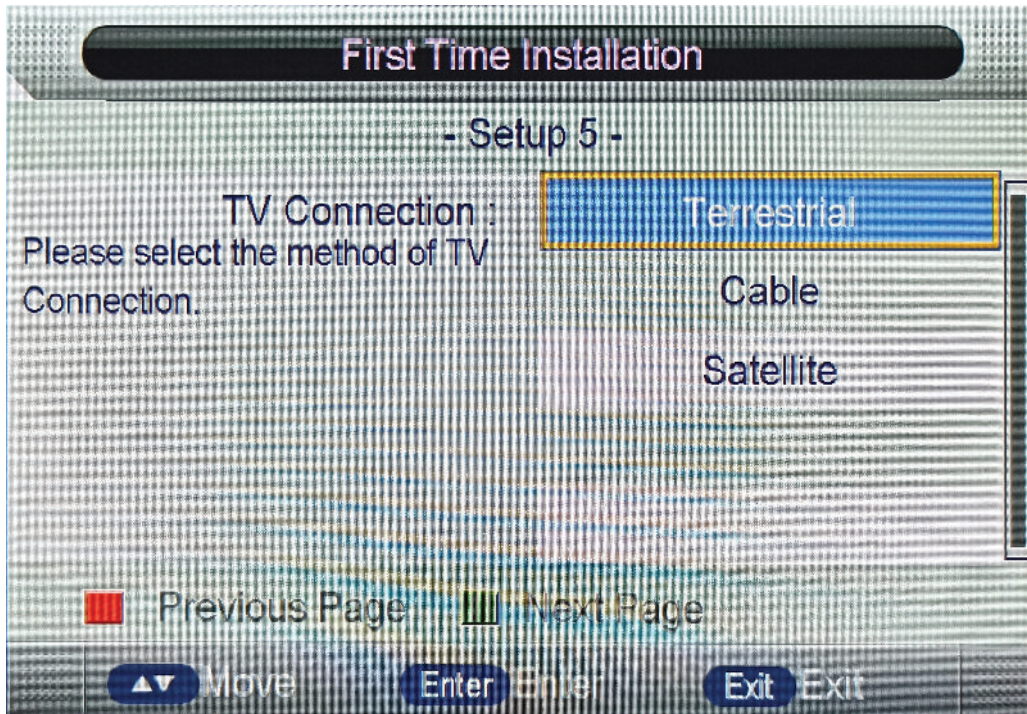 First Time Installation
- Setup 5 -
TV Connection :
Terrestrial
Please select the method of TV
Connection.
Cable
Satellite
Previous Page Next Page
Move Enter Enter Exit Exit